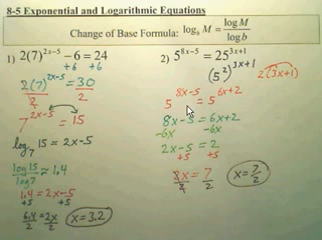 8-5 Exponential and Logarithmic Equations
Change of Base Formula: log_b M = log M / log b
1) 2(7)^(2x-5) - 6 = 24
+6 +6
2(7)^(2x-5) = 30
2 2
7^(2x-5) = 15
log_7 15 = 2x-5
log 15 / log 7 ≈ 1.4
1.4 = 2x-5
+5 +5
6.4/2 = 2x/2
x=3.2
2) 5^(8x-5) = 25^(3x+1)
(5^2)^(3x+1)
2(3x+1)
5^(8x-5) = 5^(6x+2)
8x-5 = 6x+2
-6x -6x
2x-5 = 2
+5 +5
2x/2 = 7/2
x=7/2